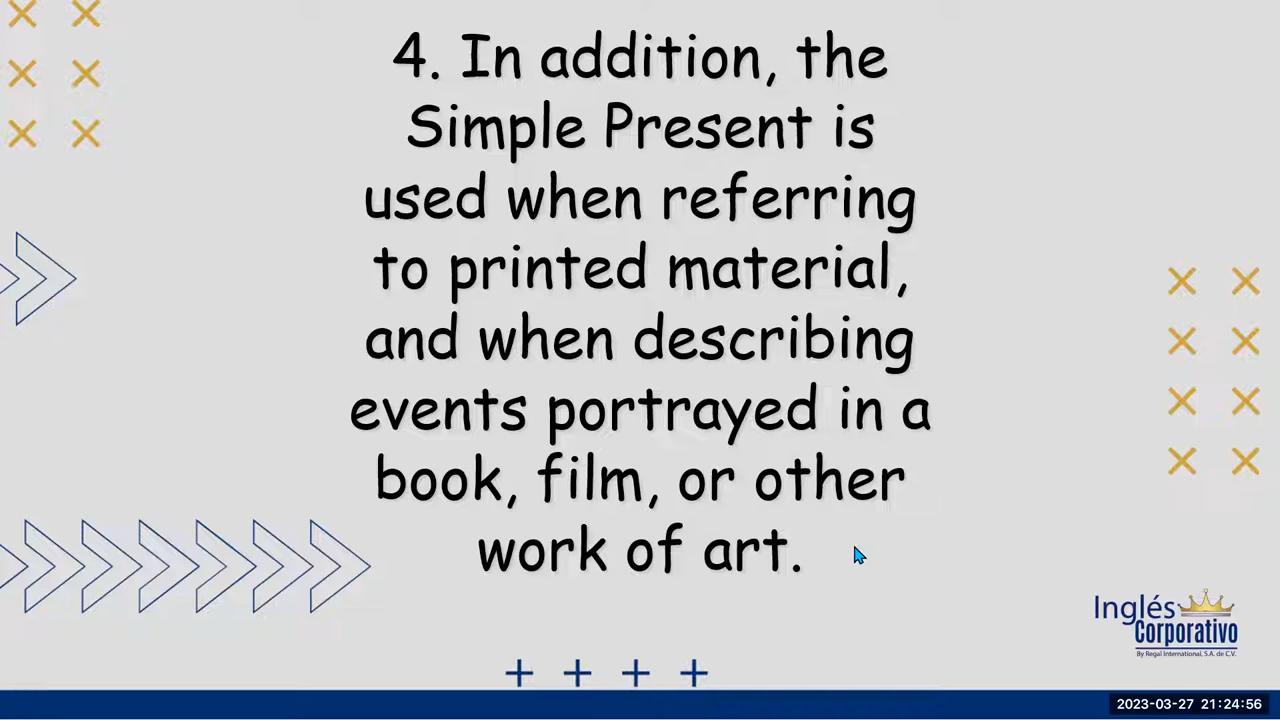 4. In addition, the
Simple Present is
used when referring
to printed material,
and when describing
events portrayed in a
book, film, or other
work of art.
Inglés
Corporativo
By Regal International, S.A. de C.V.
2023-03-27 21:24:56